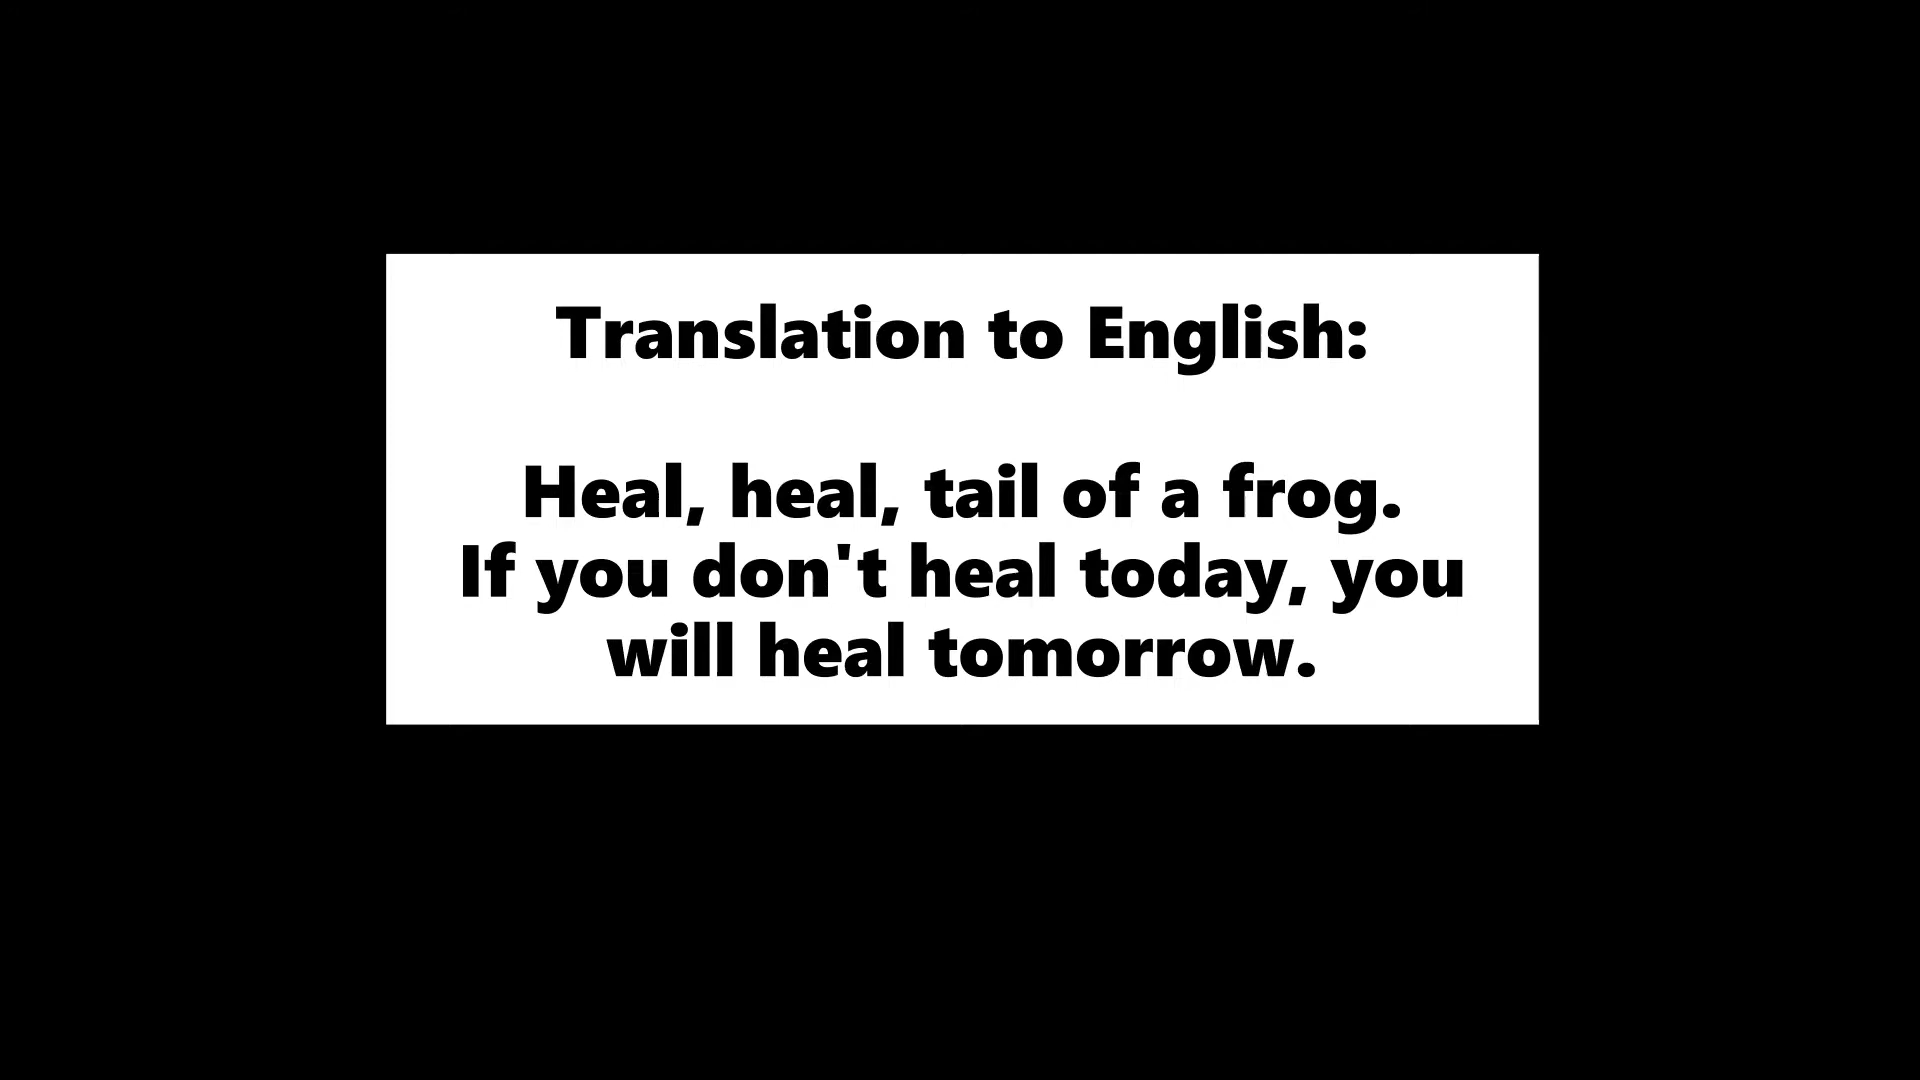 Translation to English:
Heal, heal, tail of a frog.
If you don't heal today, you
will heal tomorrow.